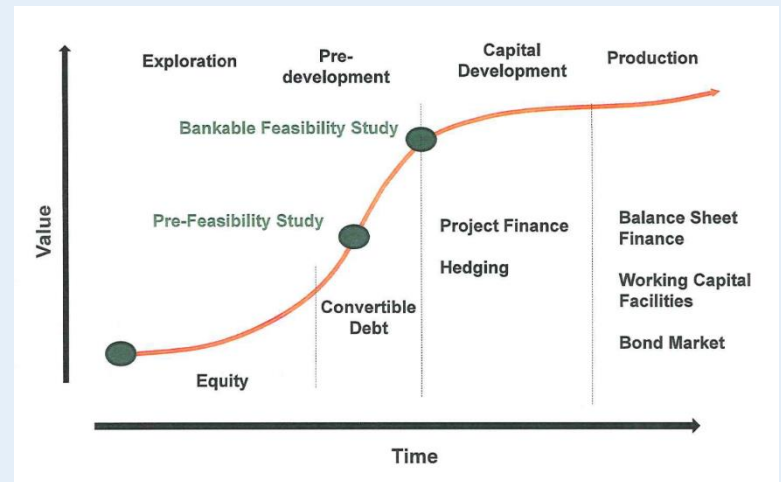 Exploration
Pre-
development
Capital
Development
Production
Bankable Feasibility Study
Pre-Feasibility Study
Value
Project Finance
Hedging
Balance Sheet
Finance
Working Capital
Facilities
Bond Market
Convertible
Debt
Equity
Time